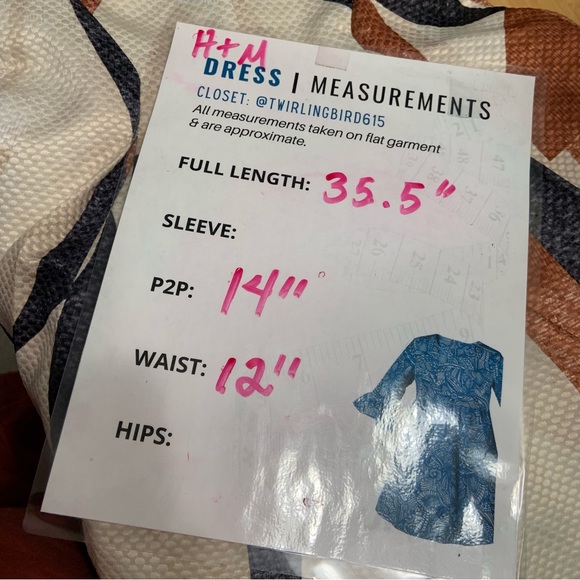 H+M
DRESS | MEASUREMENTS
CLOSET: @TWIRLINGBIRD615
All measurements taken on flat garment
& are approximate.
FULL LENGTH: 35.5"
SLEEVE:
P2P: 14"
WAIST: 12"
HIPS: